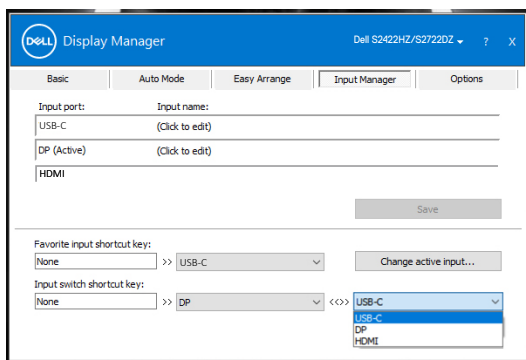 DELL Display Manager Dell S2422HZ/S2722DZ ? X
Basic Auto Mode Easy Arrange Input Manager Options
Input port: Input name:
USB-C (Click to edit)
DP (Active) (Click to edit)
HDMI
Save
Favorite input shortcut key:
None >> USB-C Change active input...
Input switch shortcut key:
None >> DP <<>> USB-C
USB-C
DP
HDMI